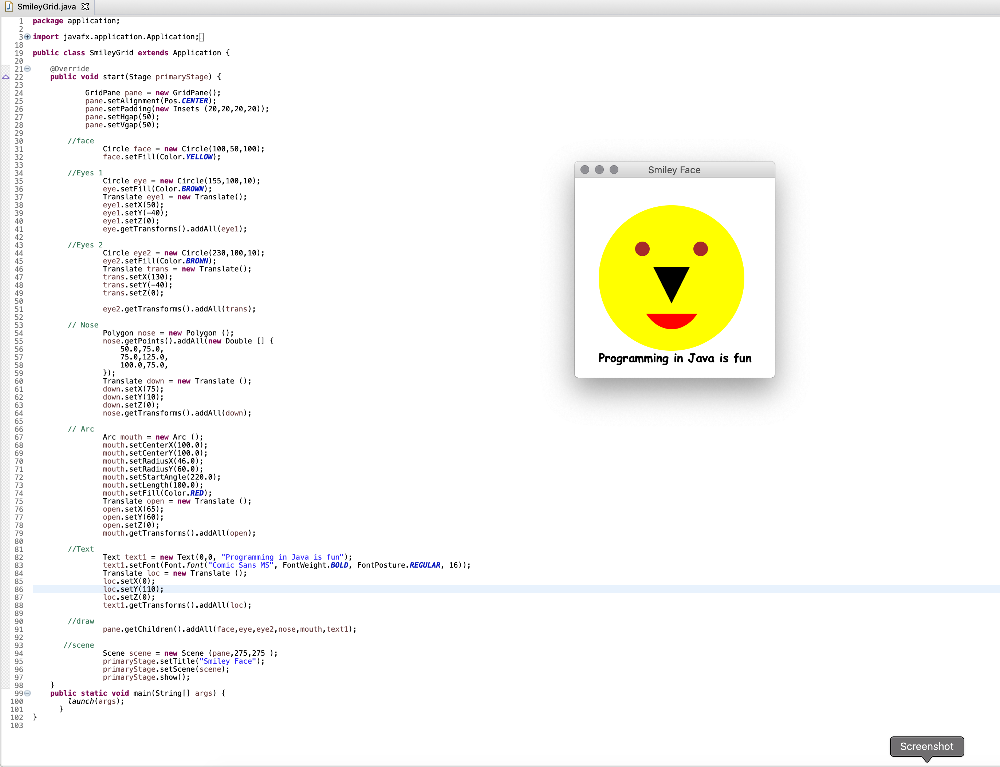 SmileyGrid.java
1 package application;
2
3 import javafx.application.Application;
18
19 public class SmileyGrid extends Application {
20
21 @Override
22 public void start(Stage primaryStage) {
23
24 GridPane pane = new GridPane();
25 pane.setAlignment(Pos.CENTER);
26 pane.setPadding(new Insets (20,20,20,20));
27 pane.setHgap(50);
28 pane.setVgap(50);
29
30 //face
31 Circle face = new Circle(100,50,100);
32 face.setFill(Color.YELLOW);
33
34 //Eyes 1
35 Circle eye = new Circle(155,100,10);
36 eye.setFill(Color.BROWN);
37 Translate eye1 = new Translate();
38 eye1.setX(50);
39 eye1.setY(-40);
40 eye1.setZ(0);
41 eye.getTransforms().addAll(eye1);
42
43 //Eyes 2
44 Circle eye2 = new Circle(230,100,10);
45 eye2.setFill(Color.BROWN);
46 Translate trans = new Translate();
47 trans.setX(130);
48 trans.setY(-40);
49 trans.setZ(0);
50
51 eye2.getTransforms().addAll(trans);
52
53 // Nose
54 Polygon nose = new Polygon ();
55 nose.getPoints().addAll(new Double [] {
56 50.0,75.0,
57 75.0,125.0,
58 100.0,75.0,
59 });
60 Translate down = new Translate ();
61 down.setX(75);
62 down.setY(10);
63 down.setZ(0);
64 nose.getTransforms().addAll(down);
65
66 // Arc
67 Arc mouth = new Arc ();
68 mouth.setCenterX(100.0);
69 mouth.setCenterY(100.0);
70 mouth.setRadiusX(46.0);
71 mouth.setRadiusY(60.0);
72 mouth.setStartAngle(220.0);
73 mouth.setLength(100.0);
74 mouth.setFill(Color.RED);
75 Translate open = new Translate ();
76 open.setX(65);
77 open.setY(60);
78 open.setZ(0);
79 mouth.getTransforms().addAll(open);
80
81 //Text
82 Text text1 = new Text(0,0, "Programming in Java is fun");
83 text1.setFont(Font.font("Comic Sans MS", FontWeight.BOLD, FontPosture.REGULAR, 16));
84 Translate loc = new Translate ();
85 loc.setX(0);
86 loc.setY(110);
87 loc.setZ(0);
88 text1.getTransforms().addAll(loc);
89
90 //draw
91 pane.getChildren().addAll(face,eye,eye2,nose,mouth,text1);
92
93 //scene
94 Scene scene = new Scene (pane,275,275 );
95 primaryStage.setTitle("Smiley Face");
96 primaryStage.setScene(scene);
97 primaryStage.show();
98 }
99 public static void main(String[] args) {
100 launch(args);
101 }
102 }
103
Smiley Face
Programming in Java is fun
Screenshot